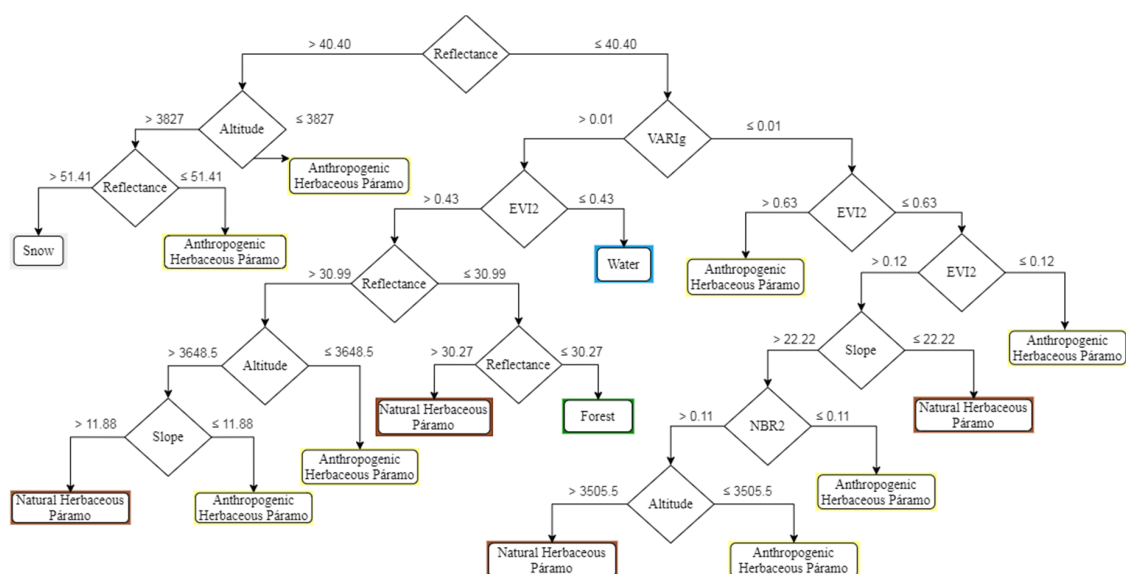 > 40.40
Reflectance
≤ 40.40
> 3827
Altitude
≤ 3827
> 0.01
VARIg
≤ 0.01
Anthropogenic
Herbaceous Páramo
> 51.41
Reflectance
≤ 51.41
> 0.43
EVI2
≤ 0.43
> 0.63
EVI2
≤ 0.63
Snow
Anthropogenic
Herbaceous Páramo
Water
Anthropogenic
Herbaceous Páramo
> 0.12
EVI2
≤ 0.12
> 30.99
Reflectance
≤ 30.99
Anthropogenic
Herbaceous Páramo
> 3648.5
Altitude
≤ 3648.5
> 30.27
Reflectance
≤ 30.27
> 22.22
Slope
≤ 22.22
Natural Herbaceous
Páramo
Forest
Natural Herbaceous
Páramo
> 11.88
Slope
≤ 11.88
Anthropogenic
Herbaceous Páramo
> 0.11
NBR2
≤ 0.11
Natural Herbaceous
Páramo
Anthropogenic
Herbaceous Páramo
Anthropogenic
Herbaceous Páramo
> 3505.5
Altitude
≤ 3505.5
Natural Herbaceous
Páramo
Anthropogenic
Herbaceous Páramo